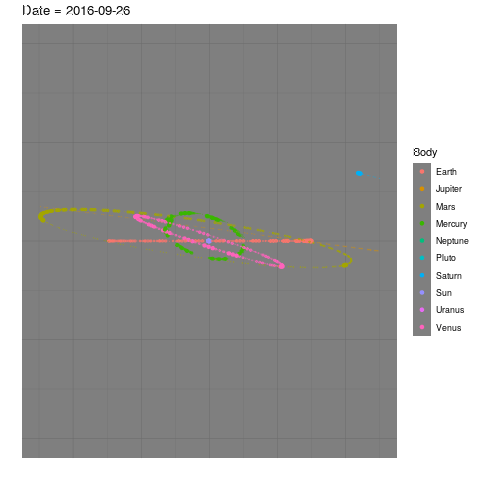 Date = 2016-09-26
Body
Earth
Jupiter
Mars
Mercury
Neptune
Pluto
Saturn
Sun
Uranus
Venus